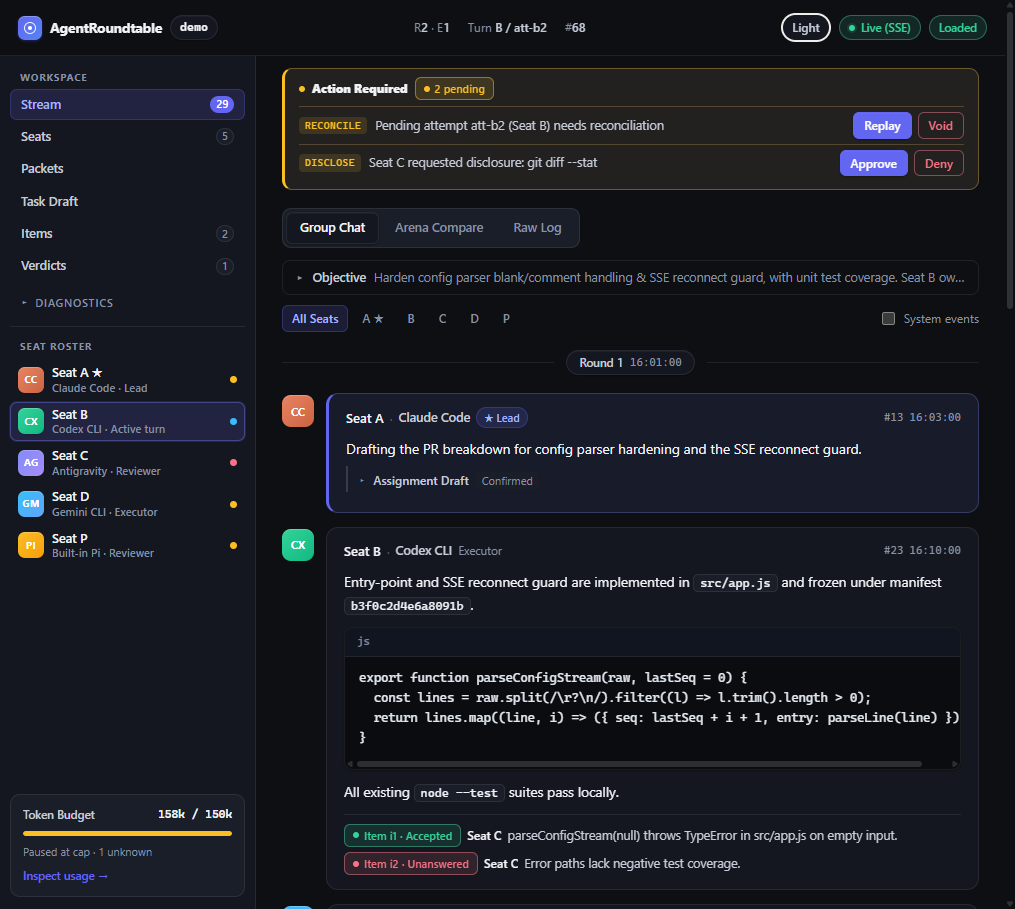 AgentRoundtable demo
R2 · E1 Turn B / att-b2 #68
Light Live (SSE) Loaded
WORKSPACE
Stream 29
Seats 5
Packets
Task Draft
Items 2
Verdicts 1
DIAGNOSTICS
SEAT ROSTER
CC Seat A ★
Claude Code · Lead
CX Seat B
Codex CLI · Active turn
AG Seat C
Antigravity · Reviewer
GM Seat D
Gemini CLI · Executor
PI Seat P
Built-in Pi · Reviewer
Token Budget 158k / 150k
Paused at cap · 1 unknown
Inspect usage →
Action Required 2 pending
RECONCILE Pending attempt att-b2 (Seat B) needs reconciliation Replay Void
DISCLOSE Seat C requested disclosure: git diff --stat Approve Deny
Group Chat Arena Compare Raw Log
Objective Harden config parser blank/comment handling & SSE reconnect guard, with unit test coverage. Seat B ow...
All Seats A ★ B C D P System events
Round 1 16:01:00
CC Seat A · Claude Code ★ Lead #13 16:03:00
Drafting the PR breakdown for config parser hardening and the SSE reconnect guard.
Assignment Draft Confirmed
CX Seat B · Codex CLI Executor #23 16:10:00
Entry-point and SSE reconnect guard are implemented in src/app.js and frozen under manifest
b3f0c2d4e6a8091b.
js
export function parseConfigStream(raw, lastSeq = 0) {
  const lines = raw.split(/\r?\n/).filter((l) => l.trim().length > 0);
  return lines.map((line, i) => ({ seq: lastSeq + i + 1, entry: parseLine(line) })
}
All existing node --test suites pass locally.
Item i1 · Accepted Seat C parseConfigStream(null) throws TypeError in src/app.js on empty input.
Item i2 · Unanswered Seat C Error paths lack negative test coverage.